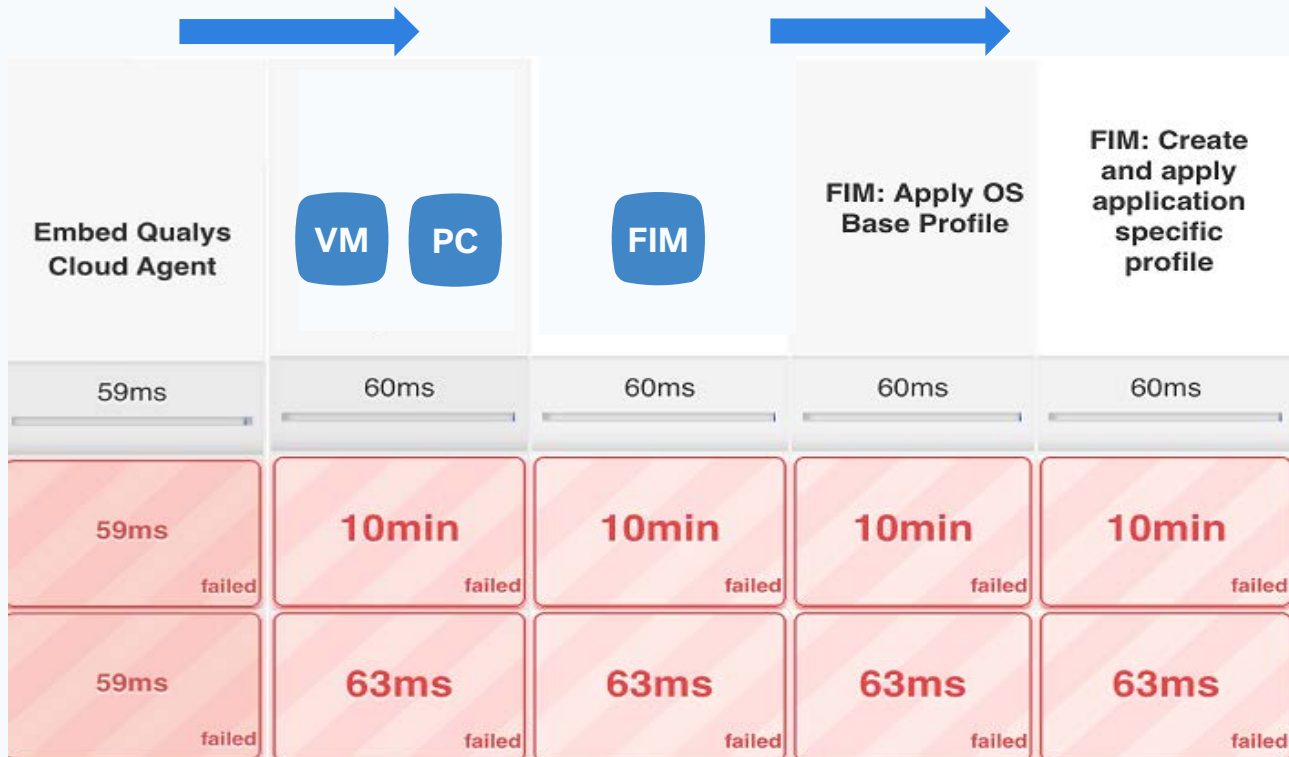 Embed Qualys
Cloud Agent
VM
PC
FIM
FIM: Apply OS
Base Profile
FIM: Create
and apply
application
specific
profile
59ms
60ms
60ms
60ms
60ms
59ms
failed
10min
failed
10min
failed
10min
failed
10min
failed
59ms
failed
63ms
failed
63ms
failed
63ms
failed
63ms
failed